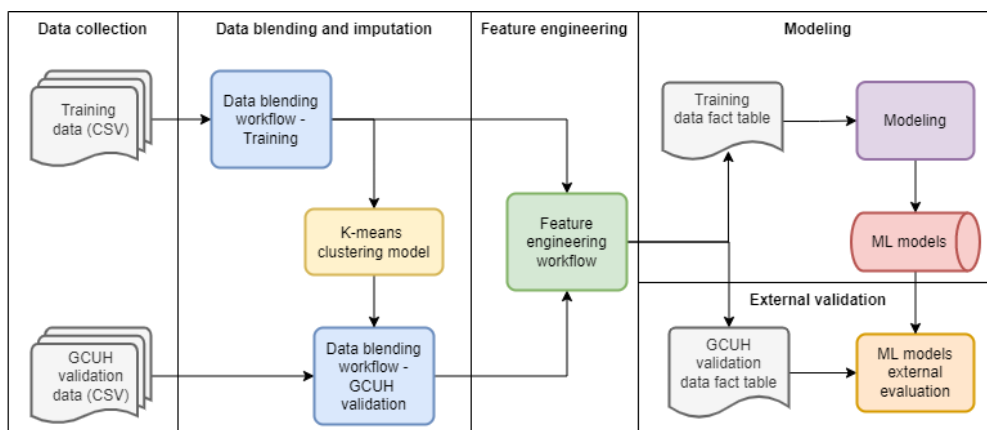 Data collection
Data blending and imputation
Feature engineering
Modeling
Training
data (CSV)
Data blending
workflow -
Training
Training
data fact table
Modeling
K-means
clustering model
Feature
engineering
workflow
ML models
External validation
GCUH
validation
data (CSV)
Data blending
workflow -
GCUH
validation
GCUH
validation
data fact table
ML models
external
evaluation